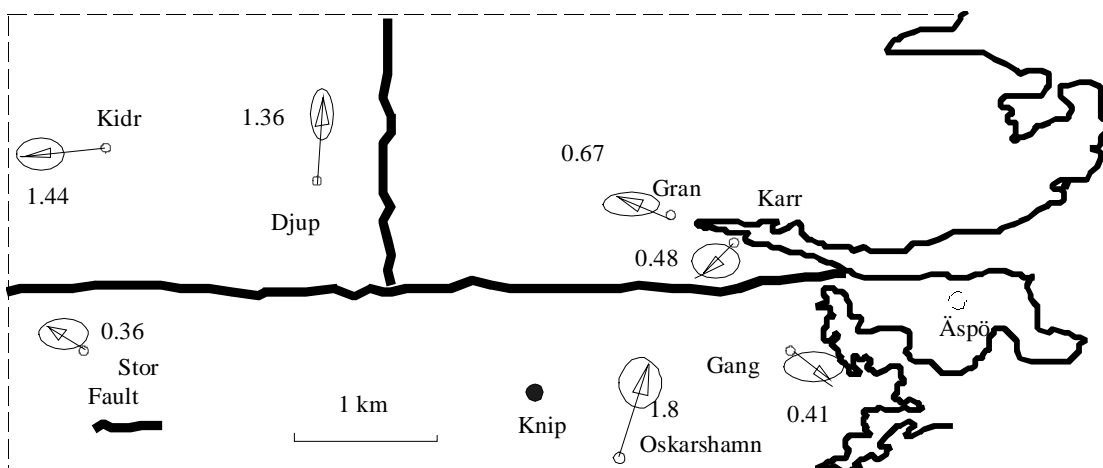 Kidr
1.36
1.44
Djup
0.67
Gran
Karr
0.48
0.36
Stor
Fault
1 km
Knip
1.8
Oskarshamn
Gang
0.41
Äspö